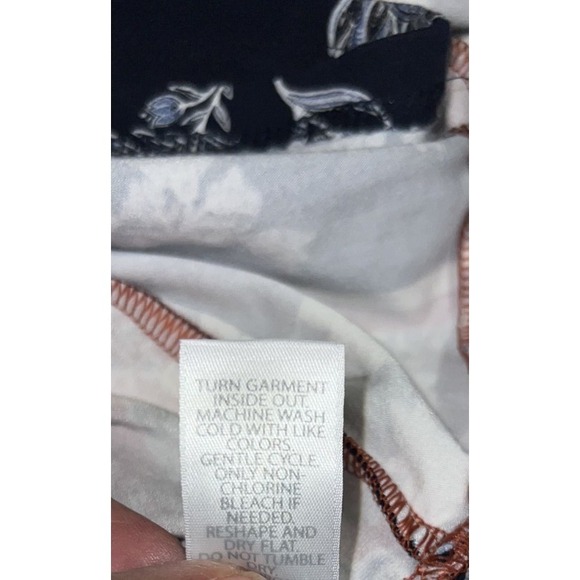 TURN GARMENT
INSIDE OUT.
MACHINE WASH
COLD WITH LIKE
COLORS.
GENTLE CYCLE.
ONLY NON-
CHLORINE
BLEACH IF
NEEDED.
RESHAPE AND
DRY FLAT.
DO NOT TUMBLE
DRY.